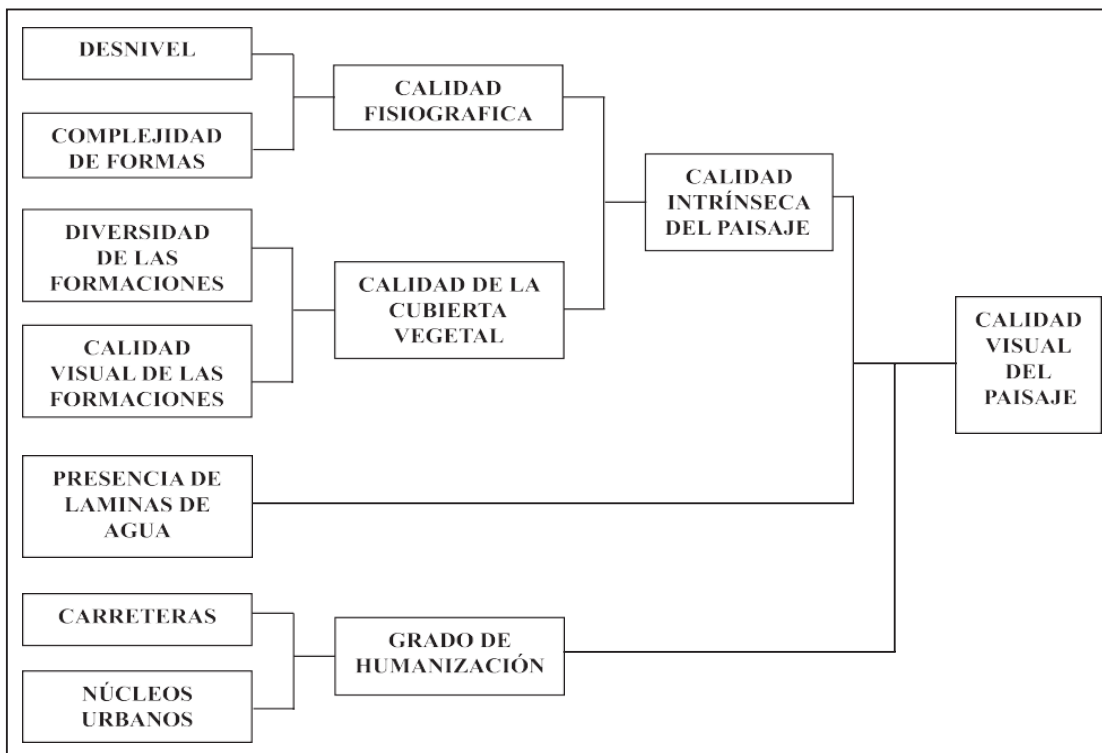 DESNIVEL
COMPLEJIDAD
DE FORMAS
DIVERSIDAD
DE LAS
FORMACIONES
CALIDAD
VISUAL DE LAS
FORMACIONES
PRESENCIA DE
LAMINAS DE
AGUA
CARRETERAS
NÚCLEOS
URBANOS
CALIDAD
FISIOGRAFICA
CALIDAD DE LA
CUBIERTA
VEGETAL
GRADO DE
HUMANIZACIÓN
CALIDAD
INTRÍNSECA
DEL PAISAJE
CALIDAD
VISUAL
DEL
PAISAJE